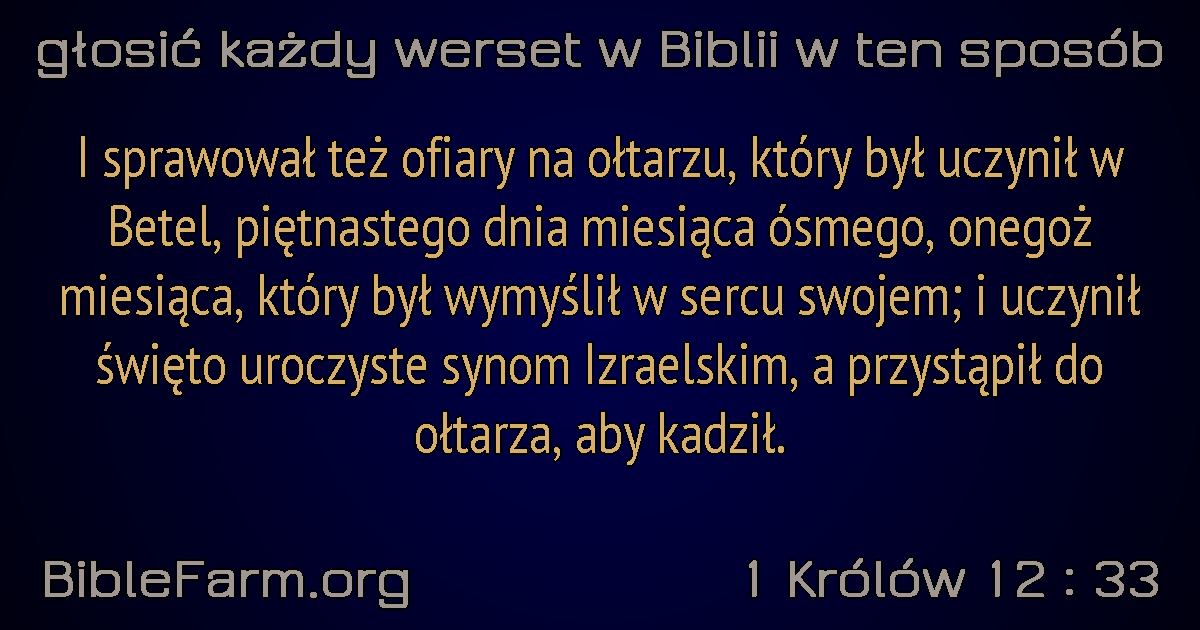 głosić każdy werset w Biblii w ten sposób
I sprawował też ofiary na ołtarzu, który był uczynił w
Betel, piętnastego dnia miesiąca ósmego, onegoż
miesiąca, który był wymyślił w sercu swojem; i uczynił
święto uroczyste synom Izraelskim, a przystąpił do
ołtarza, aby kadził.
BibleFarm.org
1 Królów 12 : 33